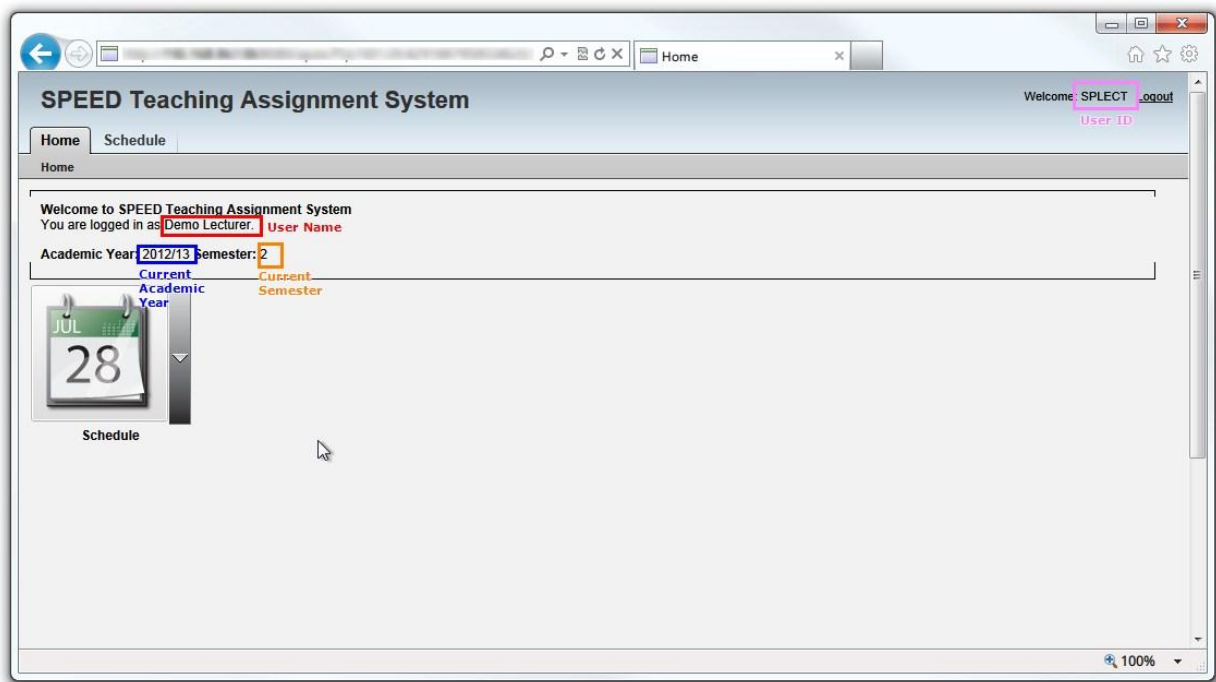 Home
SPEED Teaching Assignment System
Welcome: SPLECT Logout
User ID
Home Schedule
Home
Welcome to SPEED Teaching Assignment System
You are logged in as Demo Lecturer. User Name
Academic Year: 2012/13 Semester: 2
Current Academic Year
Current Semester
JUL
28
Schedule
100%